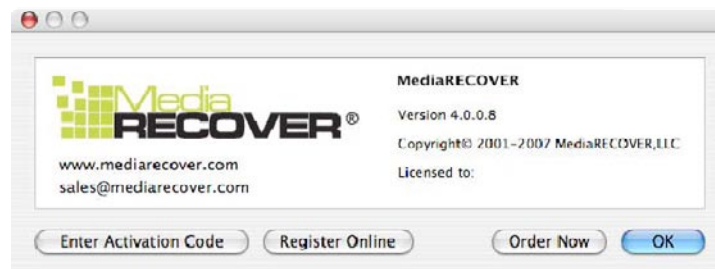 Media
RECOVER®
www.mediarecover.com
sales@mediarecover.com
MediaRECOVER
Version 4.0.0.8
Copyright© 2001-2007 MediaRECOVER,LLC
Licensed to:
Enter Activation Code
Register Online
Order Now
OK